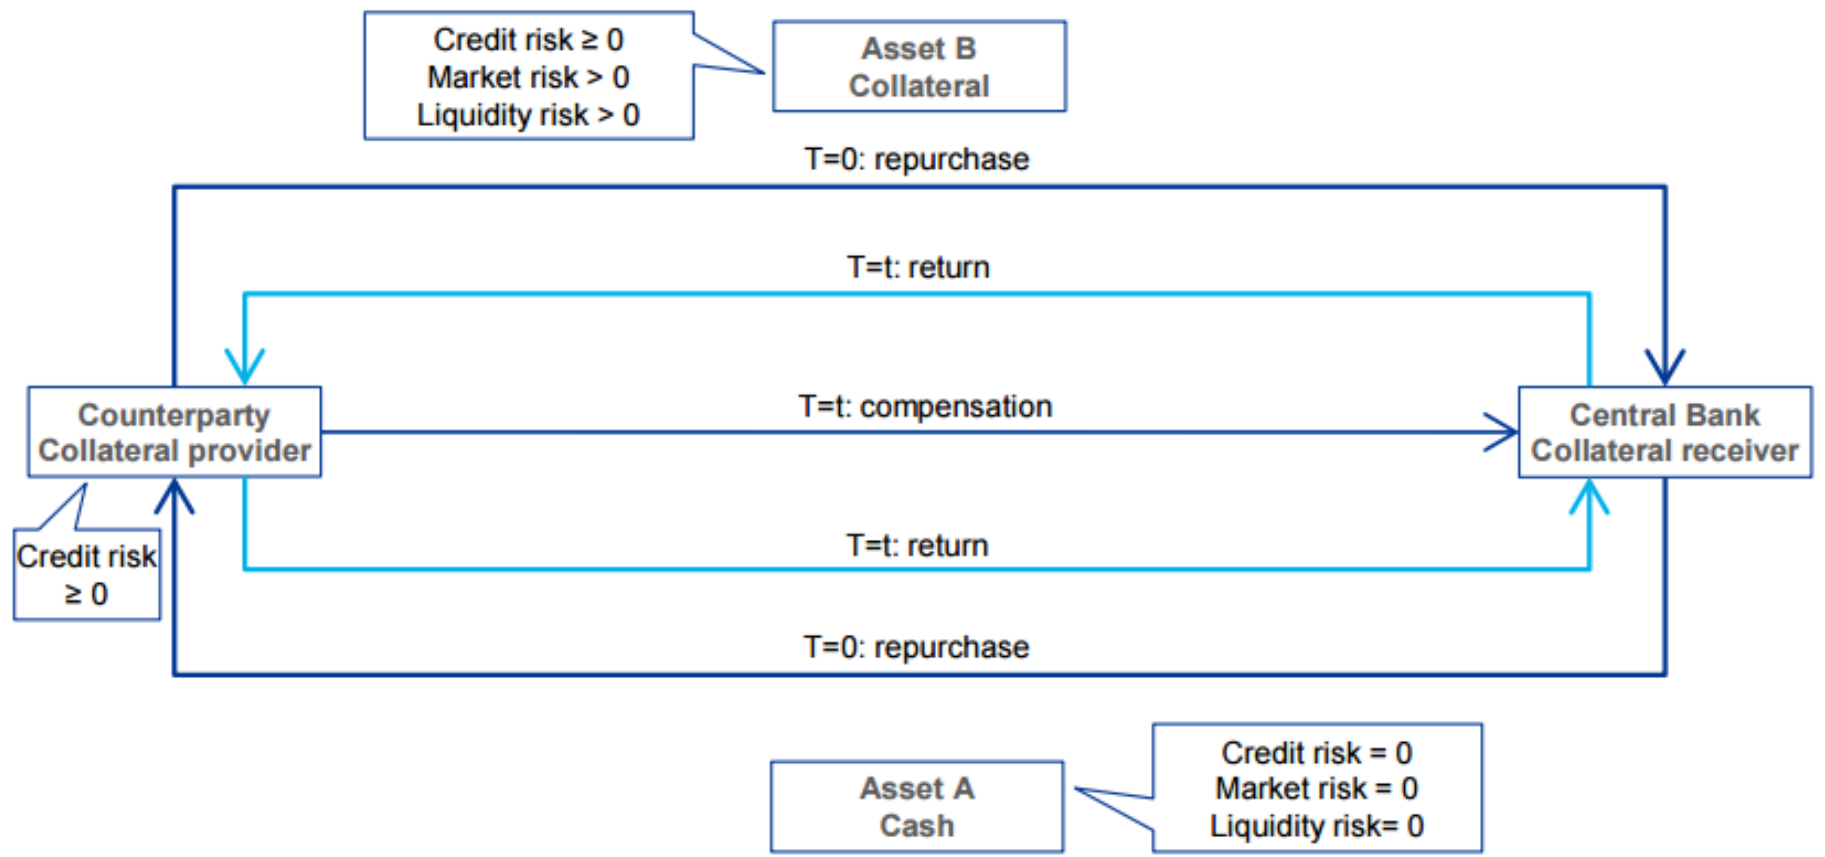 Credit risk ≥ 0
Market risk > 0
Liquidity risk > 0
Asset B
Collateral
T=0: repurchase
T=t: return
T=t: compensation
Counterparty
Collateral provider
Central Bank
Collateral receiver
Credit risk
≥ 0
T=t: return
T=0: repurchase
Asset A
Cash
Credit risk = 0
Market risk = 0
Liquidity risk= 0